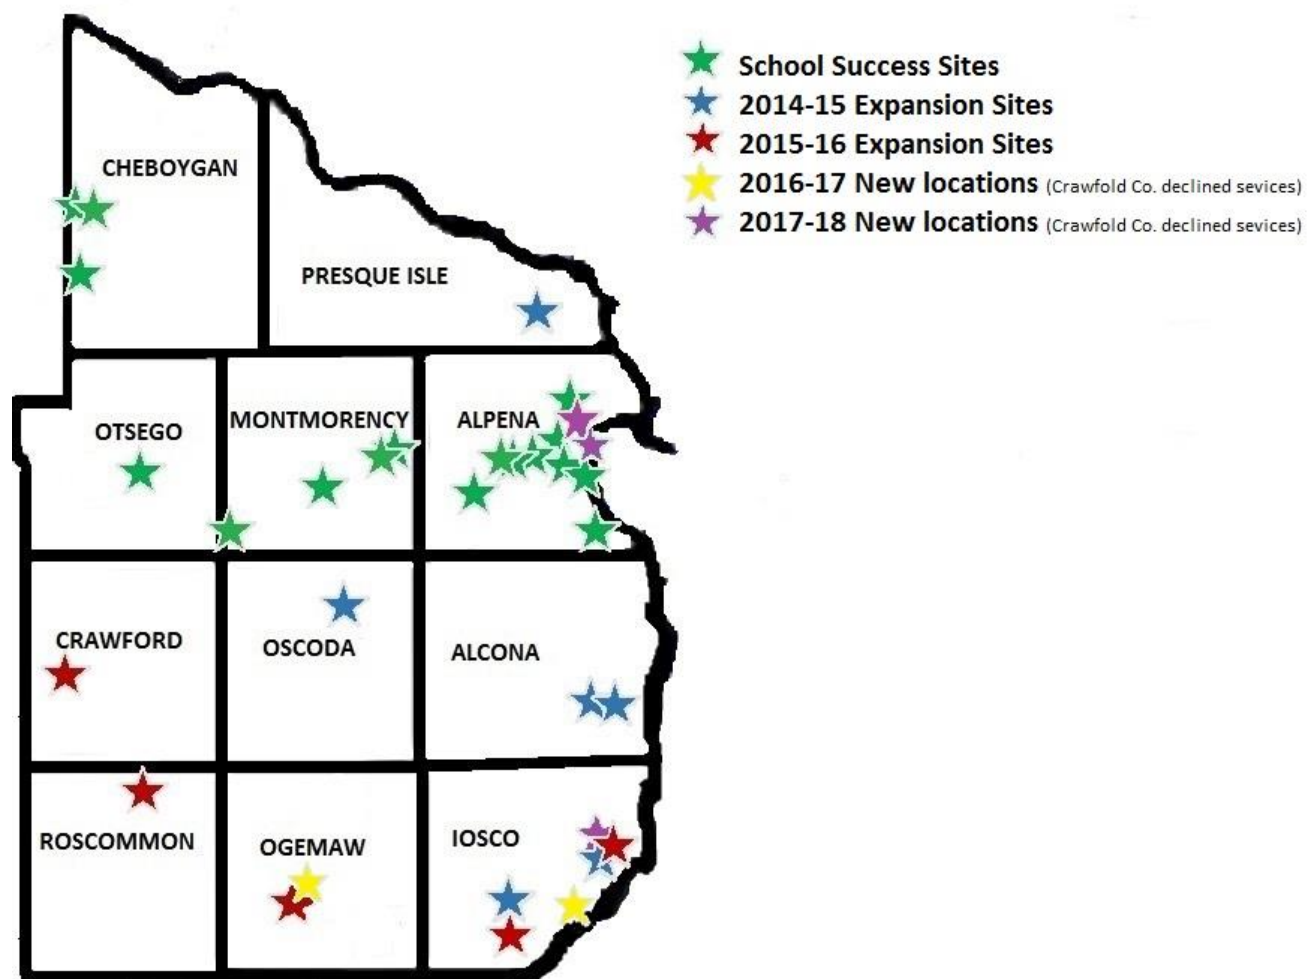 School Success Sites
2014-15 Expansion Sites
2015-16 Expansion Sites
2016-17 New locations (Crawfold Co. declined sevices)
2017-18 New locations (Crawfold Co. declined sevices)
CHEBOYGAN
PRESQUE ISLE
OTSEGO
MONTMORENCY
ALPENA
CRAWFORD
OSCODA
ALCONA
ROSCOMMON
OGEMAW
IOSCO